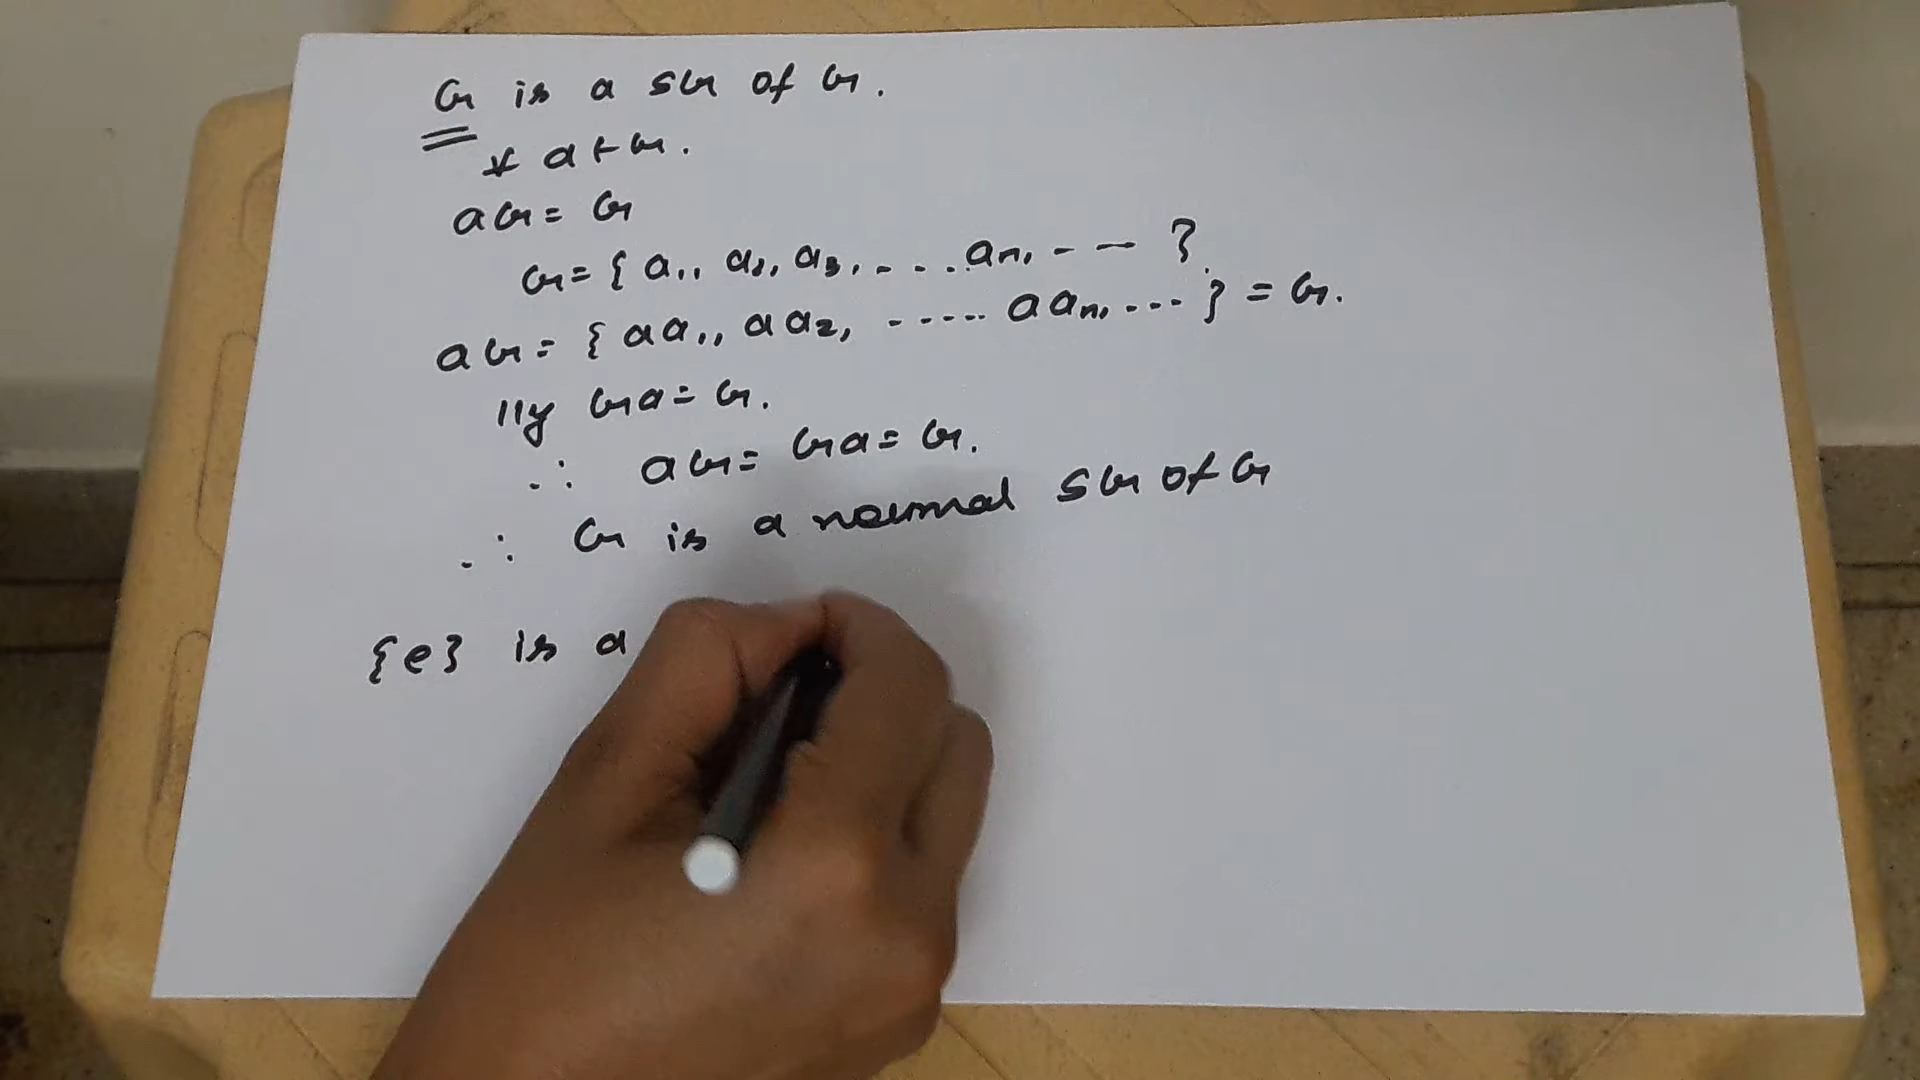 G is a SG of G.
∀ a ∈ G.
aG = G
G = { a₁, a₂, a₃, - - - . aₙ, - - - }
aG = { aa₁, aa₂, - - - - - aaₙ, - - - } = G.
llly Ga = G.
∴ aG = Ga = G.
∴ G is a normal SG of G
{e} is a